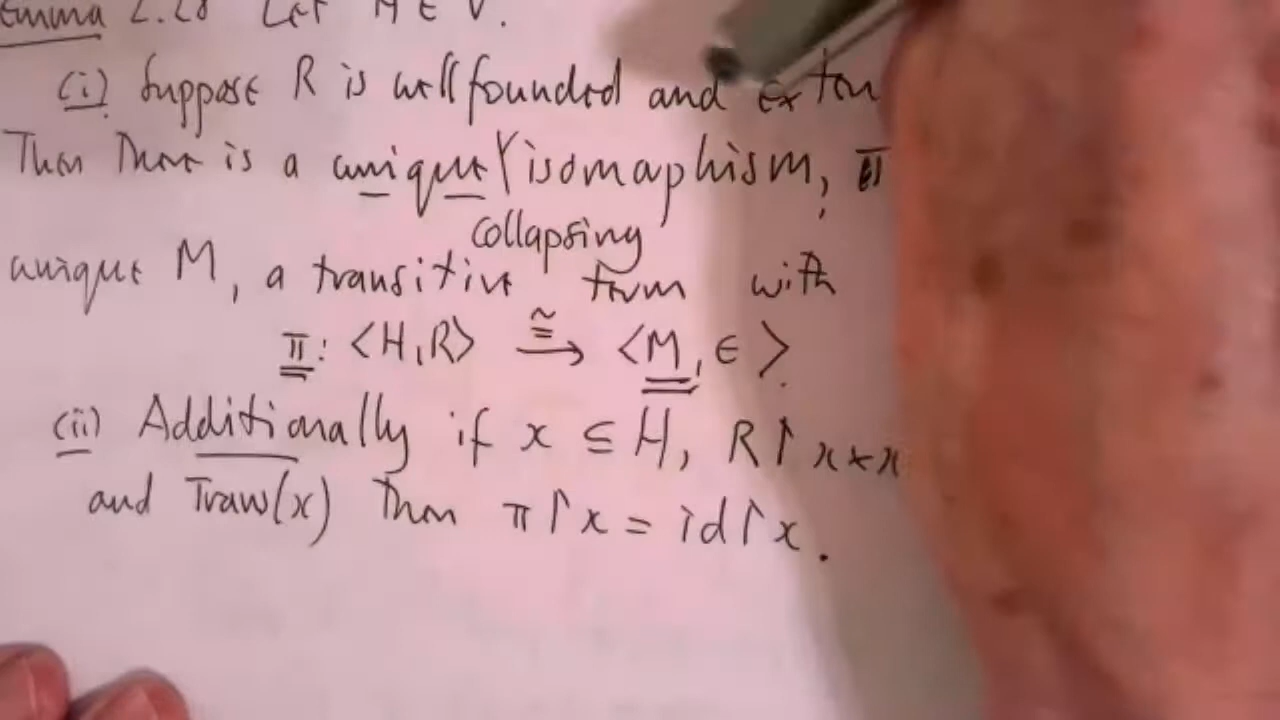 Lemma 2.28 Let H ∈ V.
(i) Suppose R is wellfounded and exten
Then there is a unique isomorphism, π
collapsing
unique M, a transitive term with
π: ⟨H,R⟩ ≅→ ⟨M,∈⟩.
(ii) Additionally if x ⊆ H, R↾x×x
and Trans(x) then π↾x = id↾x.